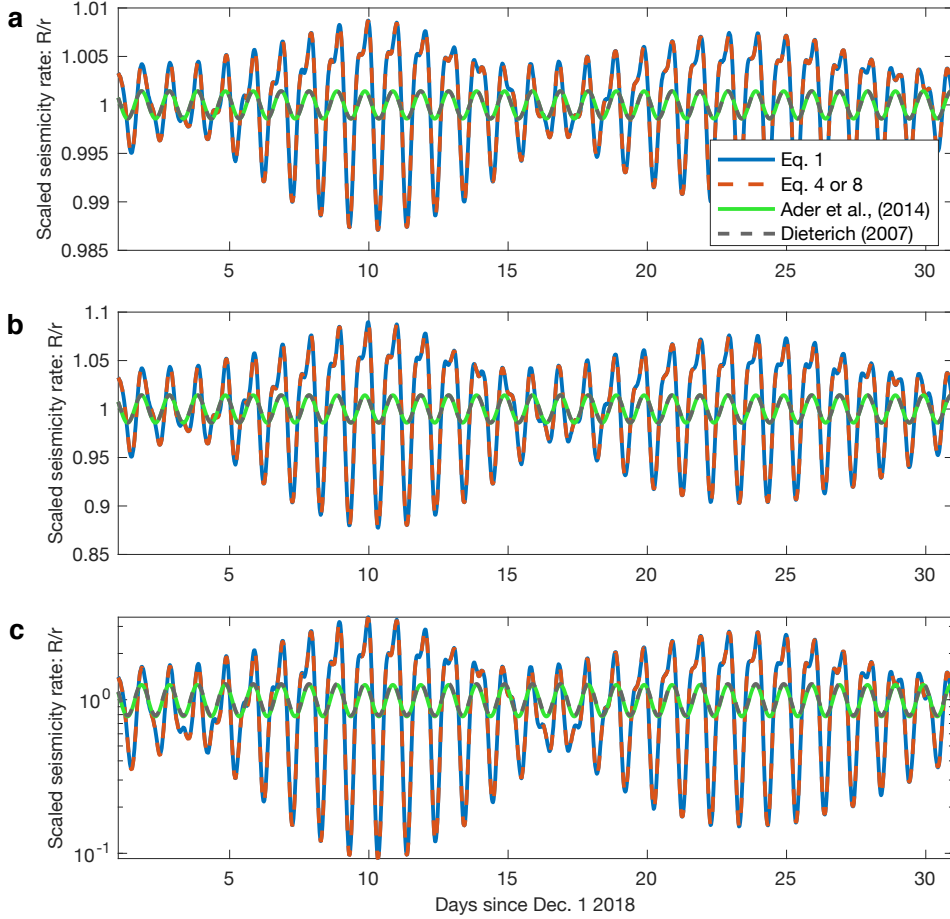 a
Scaled seismicity rate: R/r
1.01
1.005
1
0.995
0.99
0.985
5 10 15 20 25 30
Eq. 1
Eq. 4 or 8
Ader et al., (2014)
Dieterich (2007)
b
Scaled seismicity rate: R/r
1.1
1.05
1
0.95
0.9
0.85
5 10 15 20 25 30
c
Scaled seismicity rate: R/r
10^0
10^-1
5 10 15 20 25 30
Days since Dec. 1 2018